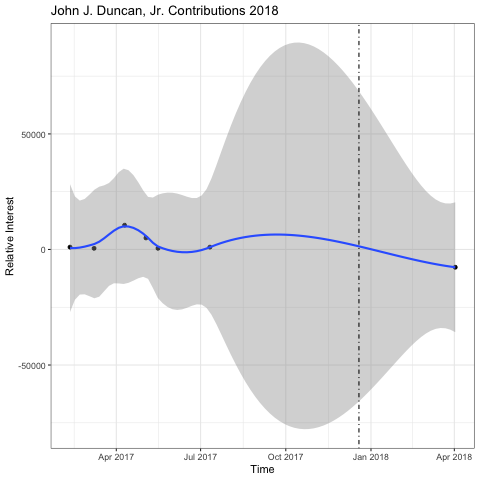 John J. Duncan, Jr. Contributions 2018
Relative Interest
50000
0
-50000
Apr 2017 Jul 2017 Oct 2017 Jan 2018 Apr 2018
Time